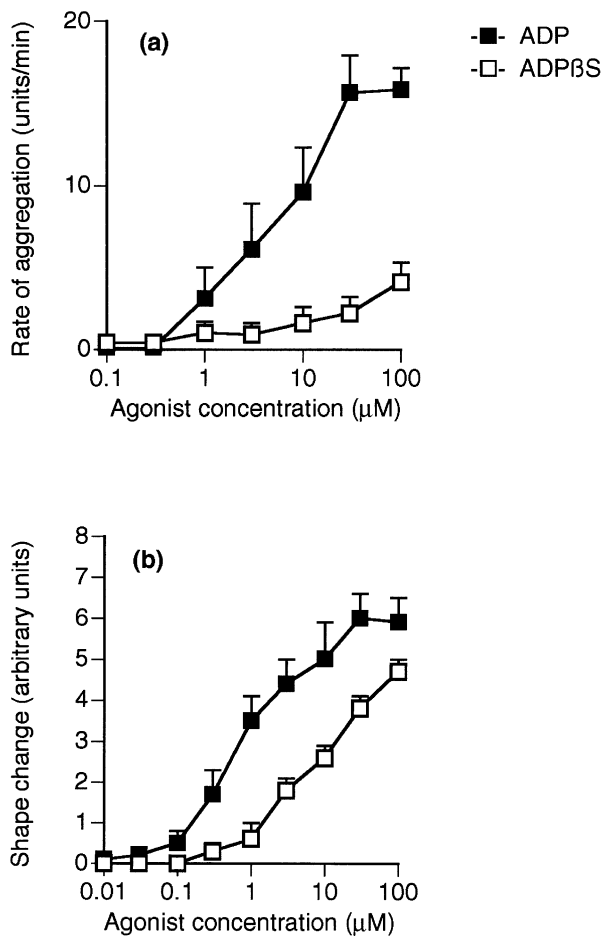 20
(a)
-■- ADP
-□- ADPßS
10
0
Rate of aggregation (units/min)
0.1 1 10 100
Agonist concentration (µM)
8
(b)
7
6
5
4
3
2
1
0
Shape change (arbitrary units)
0.01 0.1 1 10 100
Agonist concentration (µM)